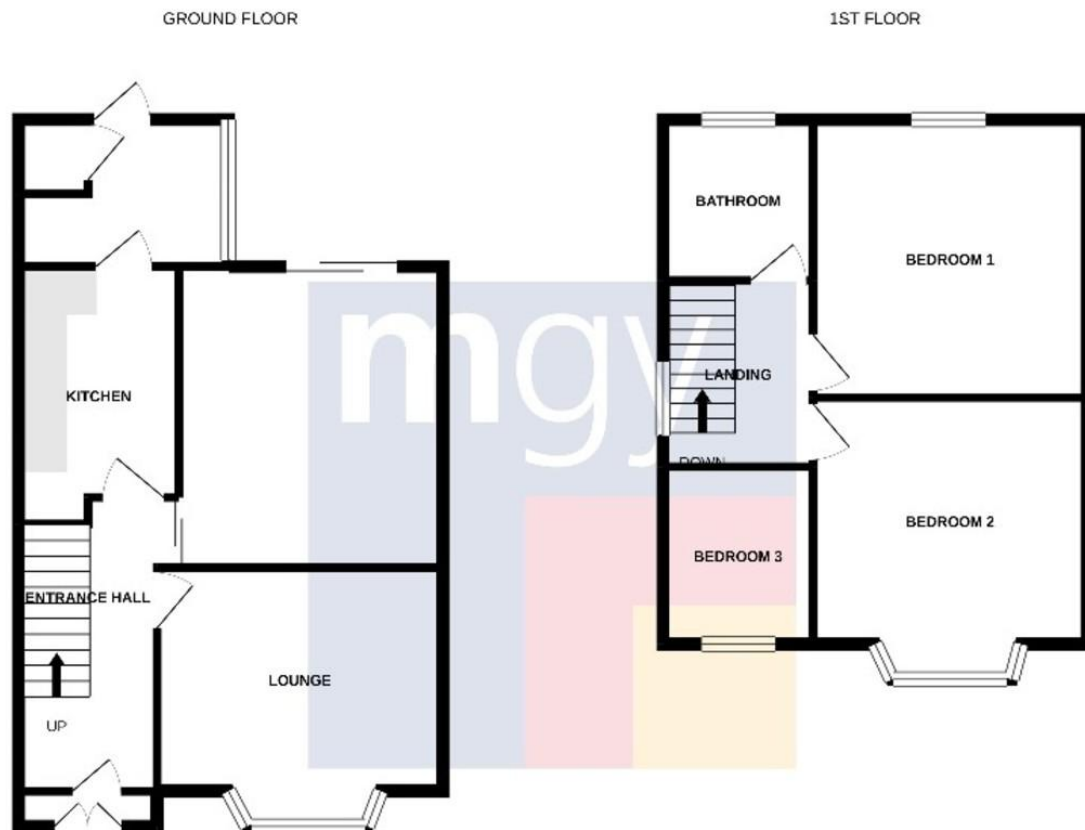 GROUND FLOOR
1ST FLOOR
BATHROOM
BEDROOM 1
mgy
KITCHEN
LANDING
DOWN
BEDROOM 2
BEDROOM 3
ENTRANCE HALL
LOUNGE
UP